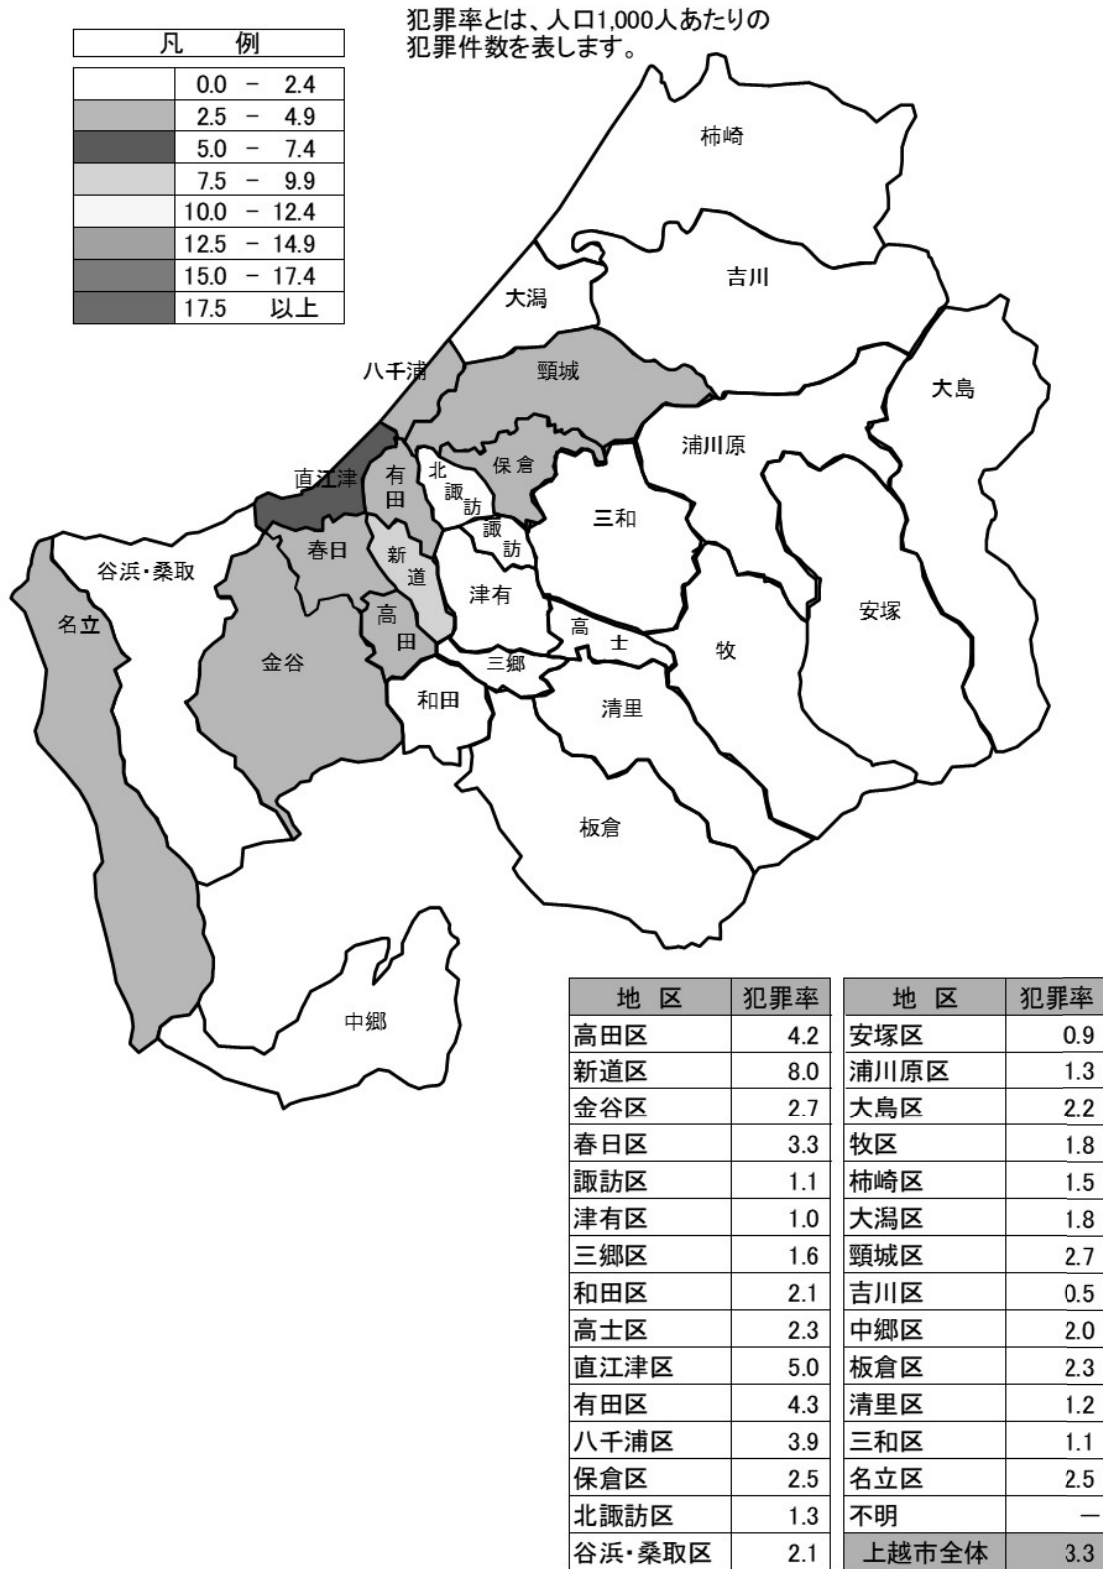 犯罪率とは、人口1,000人あたりの
犯罪件数を表します。
凡 例
0.0 － 2.4
2.5 － 4.9
5.0 － 7.4
7.5 － 9.9
10.0 － 12.4
12.5 － 14.9
15.0 － 17.4
17.5 以上
柿崎
吉川
大潟
八千浦
頸城
大島
浦川原
直江津
有田
北諏訪
保倉
三和
諏訪
春日
新道
谷浜・桑取
津有
名立
高田
高士
安塚
金谷
三郷
牧
和田
清里
板倉
中郷
地 区 犯罪率
高田区 4.2
新道区 8.0
金谷区 2.7
春日区 3.3
諏訪区 1.1
津有区 1.0
三郷区 1.6
和田区 2.1
高士区 2.3
直江津区 5.0
有田区 4.3
八千浦区 3.9
保倉区 2.5
北諏訪区 1.3
谷浜・桑取区 2.1
地 区 犯罪率
安塚区 0.9
浦川原区 1.3
大島区 2.2
牧区 1.8
柿崎区 1.5
大潟区 1.8
頸城区 2.7
吉川区 0.5
中郷区 2.0
板倉区 2.3
清里区 1.2
三和区 1.1
名立区 2.5
不明 －
上越市全体 3.3